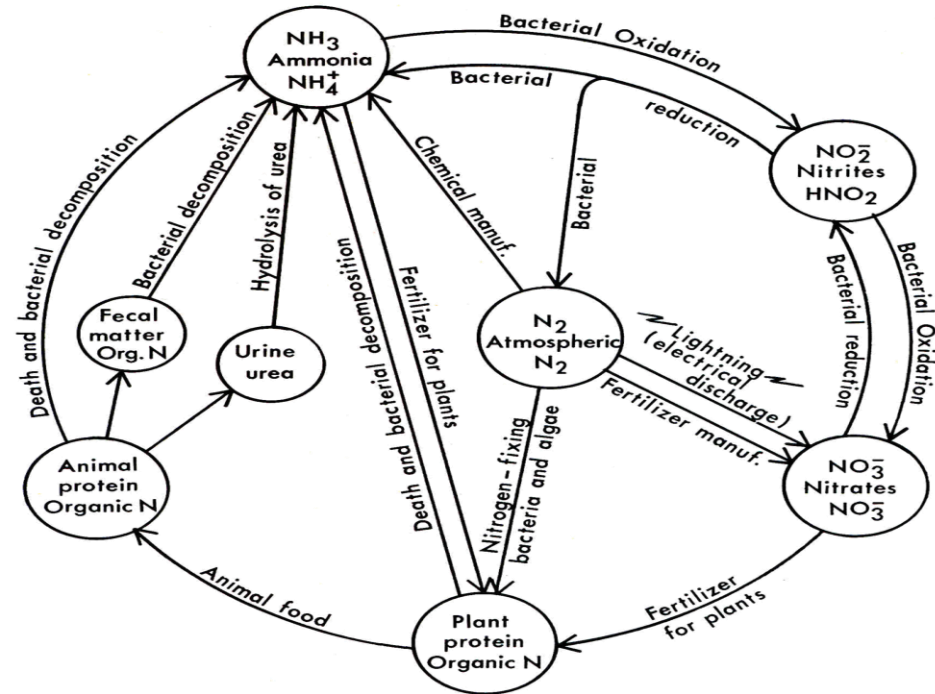 NH3
Ammonia
NH4+
Bacterial Oxidation
Bacterial
reduction
NO2-
Nitrites
HNO2
Death and bacterial decomposition
Bacterial decomposition
Hydrolysis of urea
Chemical manuf.
Bacterial
Fecal
matter
Org. N
Urine
urea
Death and bacterial decomposition
Fertilizer for plants
N2
Atmospheric
N2
Lightning
(electrical
discharge)
Fertilizer manuf.
Bacterial reduction
Bacterial Oxidation
Animal
protein
Organic N
Nitrogen-fixing
bacteria and algae
NO3-
Nitrates
NO3-
Animal food
Plant
protein
Organic N
Fertilizer
for plants